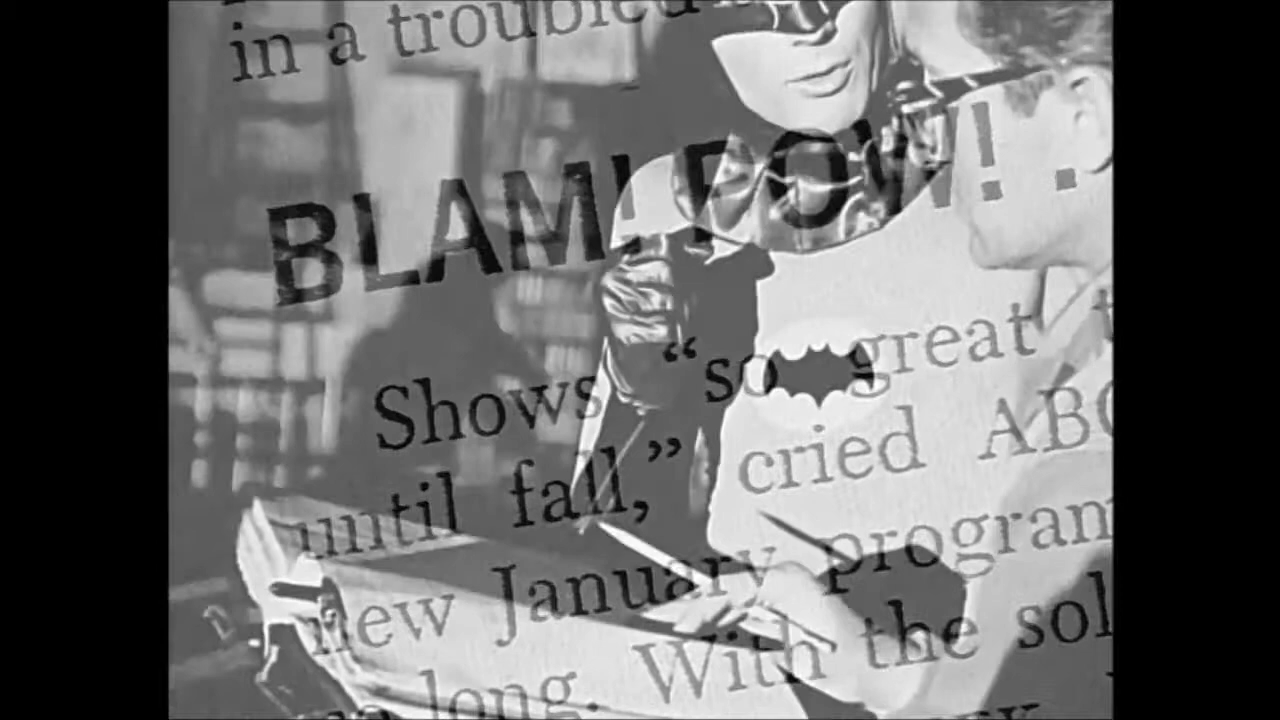 in a troubled
BLAM! POW! .
Shows "so great
until fall," cried ABC
new January program
long. With the sol